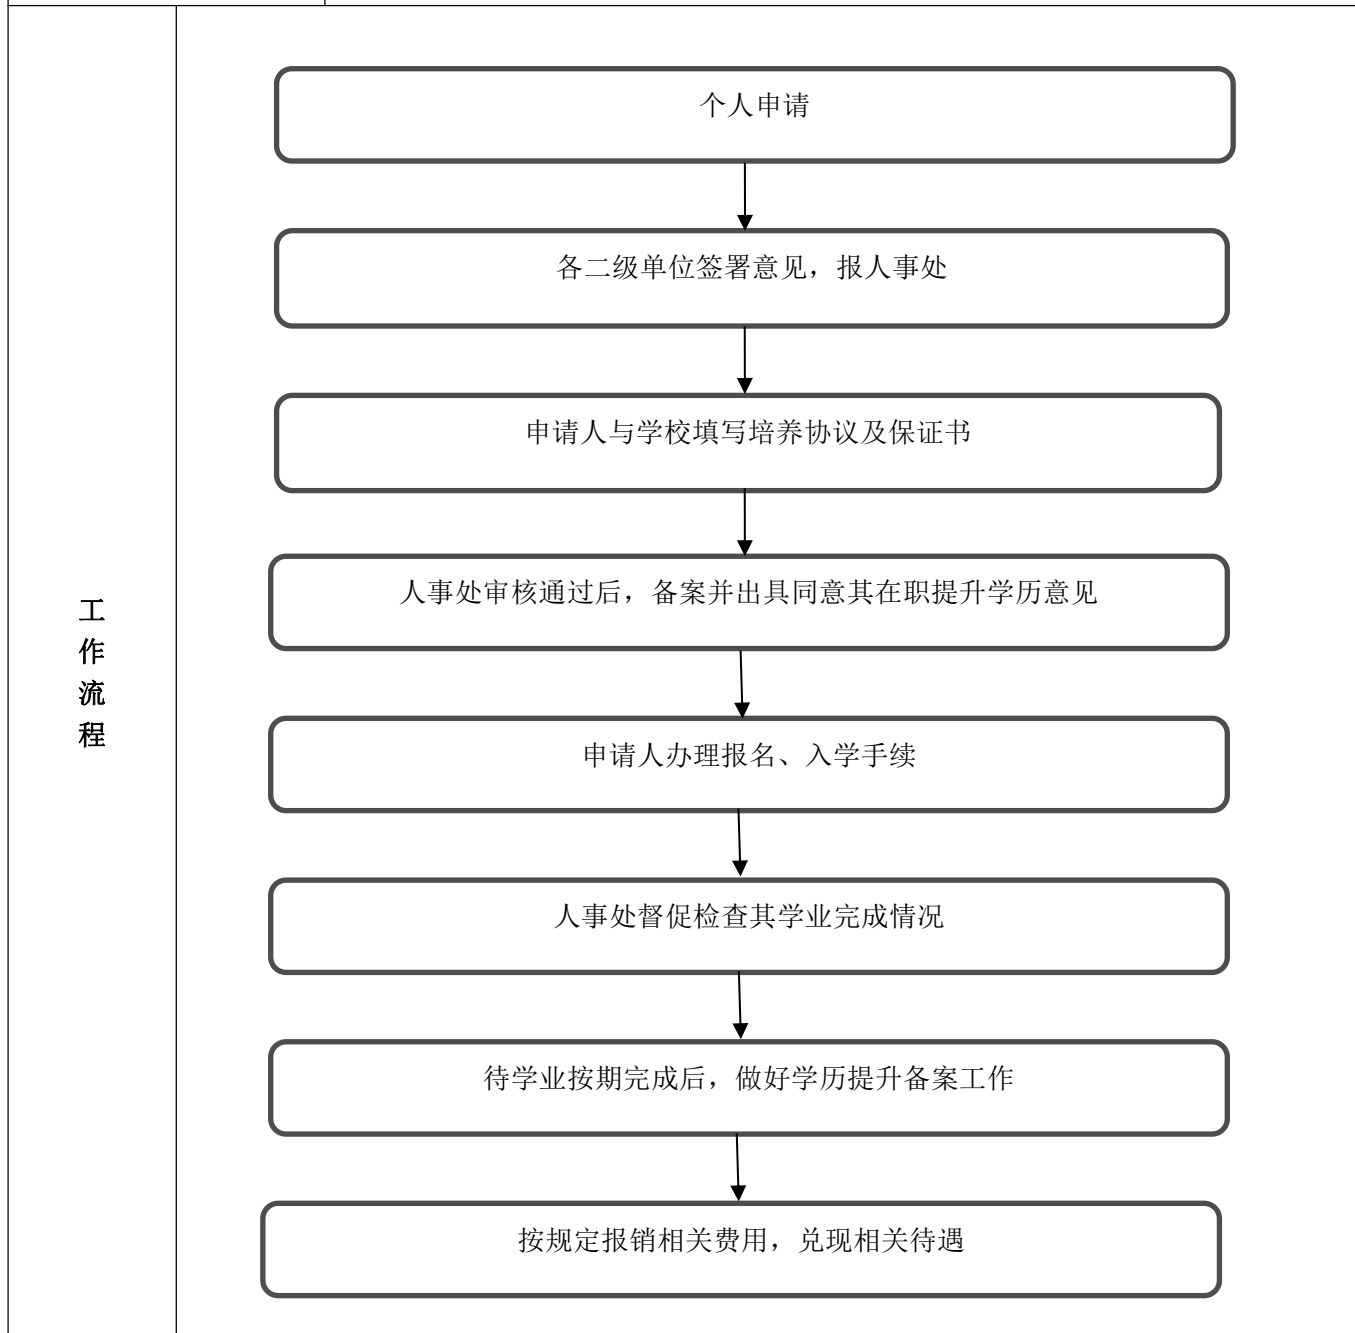 个人申请
各二级单位签署意见，报人事处
申请人与学校填写培养协议及保证书
人事处审核通过后，备案并出具同意其在职提升学历意见
申请人办理报名、入学手续
人事处督促检查其学业完成情况
待学业按期完成后，做好学历提升备案工作
按规定报销相关费用，兑现相关待遇
工
作
流
程